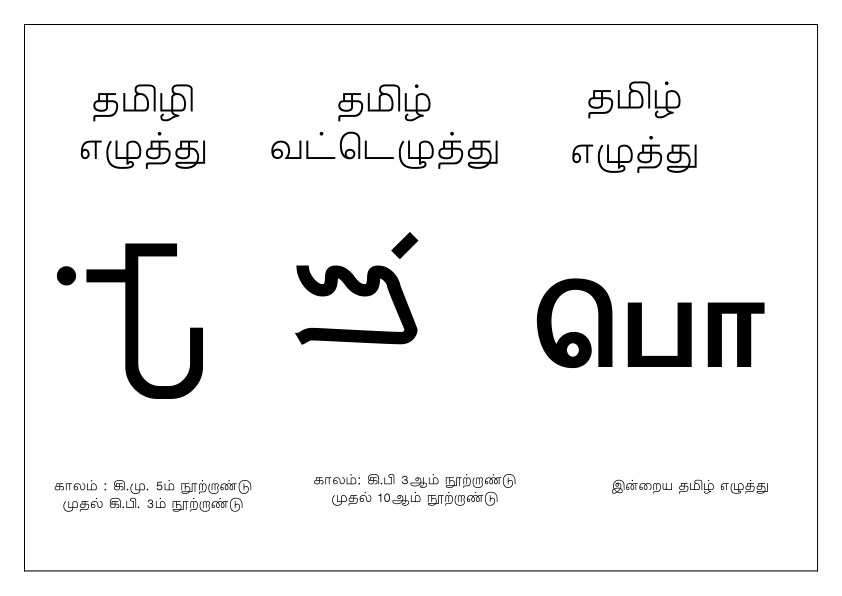 தமிழி
எழுத்து
தமிழ்
வட்டெழுத்து
தமிழ்
எழுத்து
பொ
காலம் : கி.மு. 5ம் நூற்றாண்டு
முதல் கி.பி. 3ம் நூற்றாண்டு
காலம்: கி.பி 3ஆம் நூற்றாண்டு
முதல் 10ஆம் நூற்றாண்டு
இன்றைய தமிழ் எழுத்து